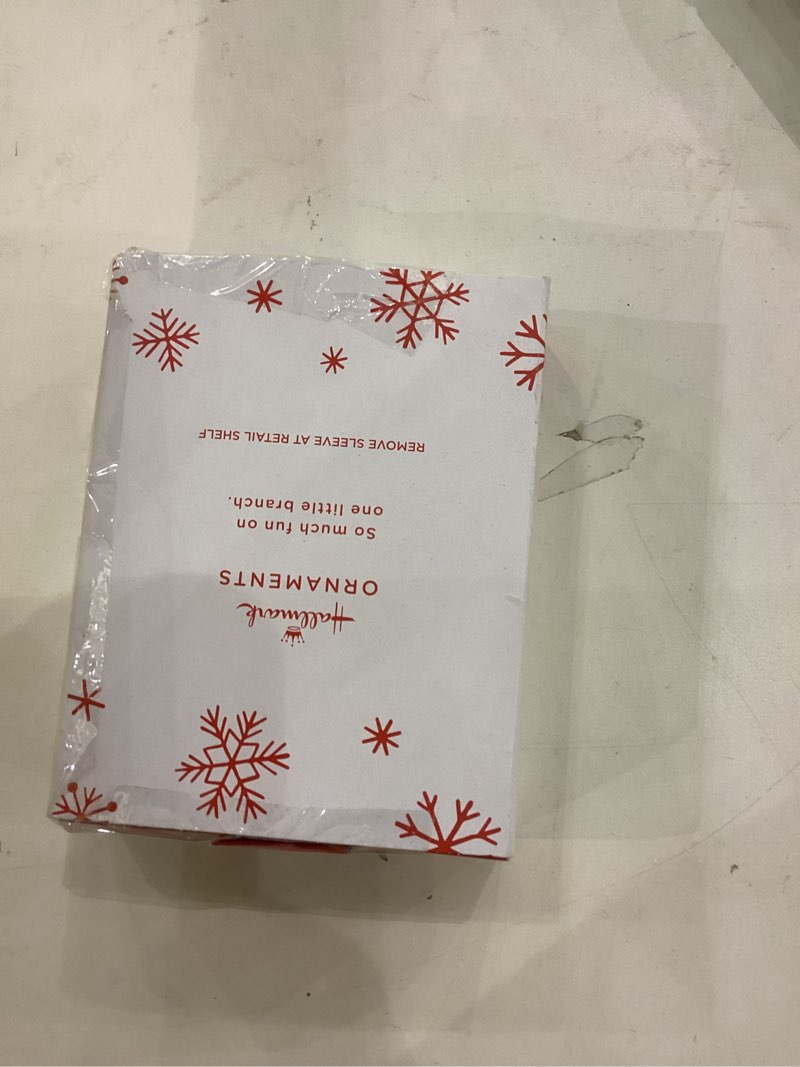 Hallmark
ORNAMENTS
So much fun on
one little branch.
REMOVE SLEEVE AT RETAIL SHELF